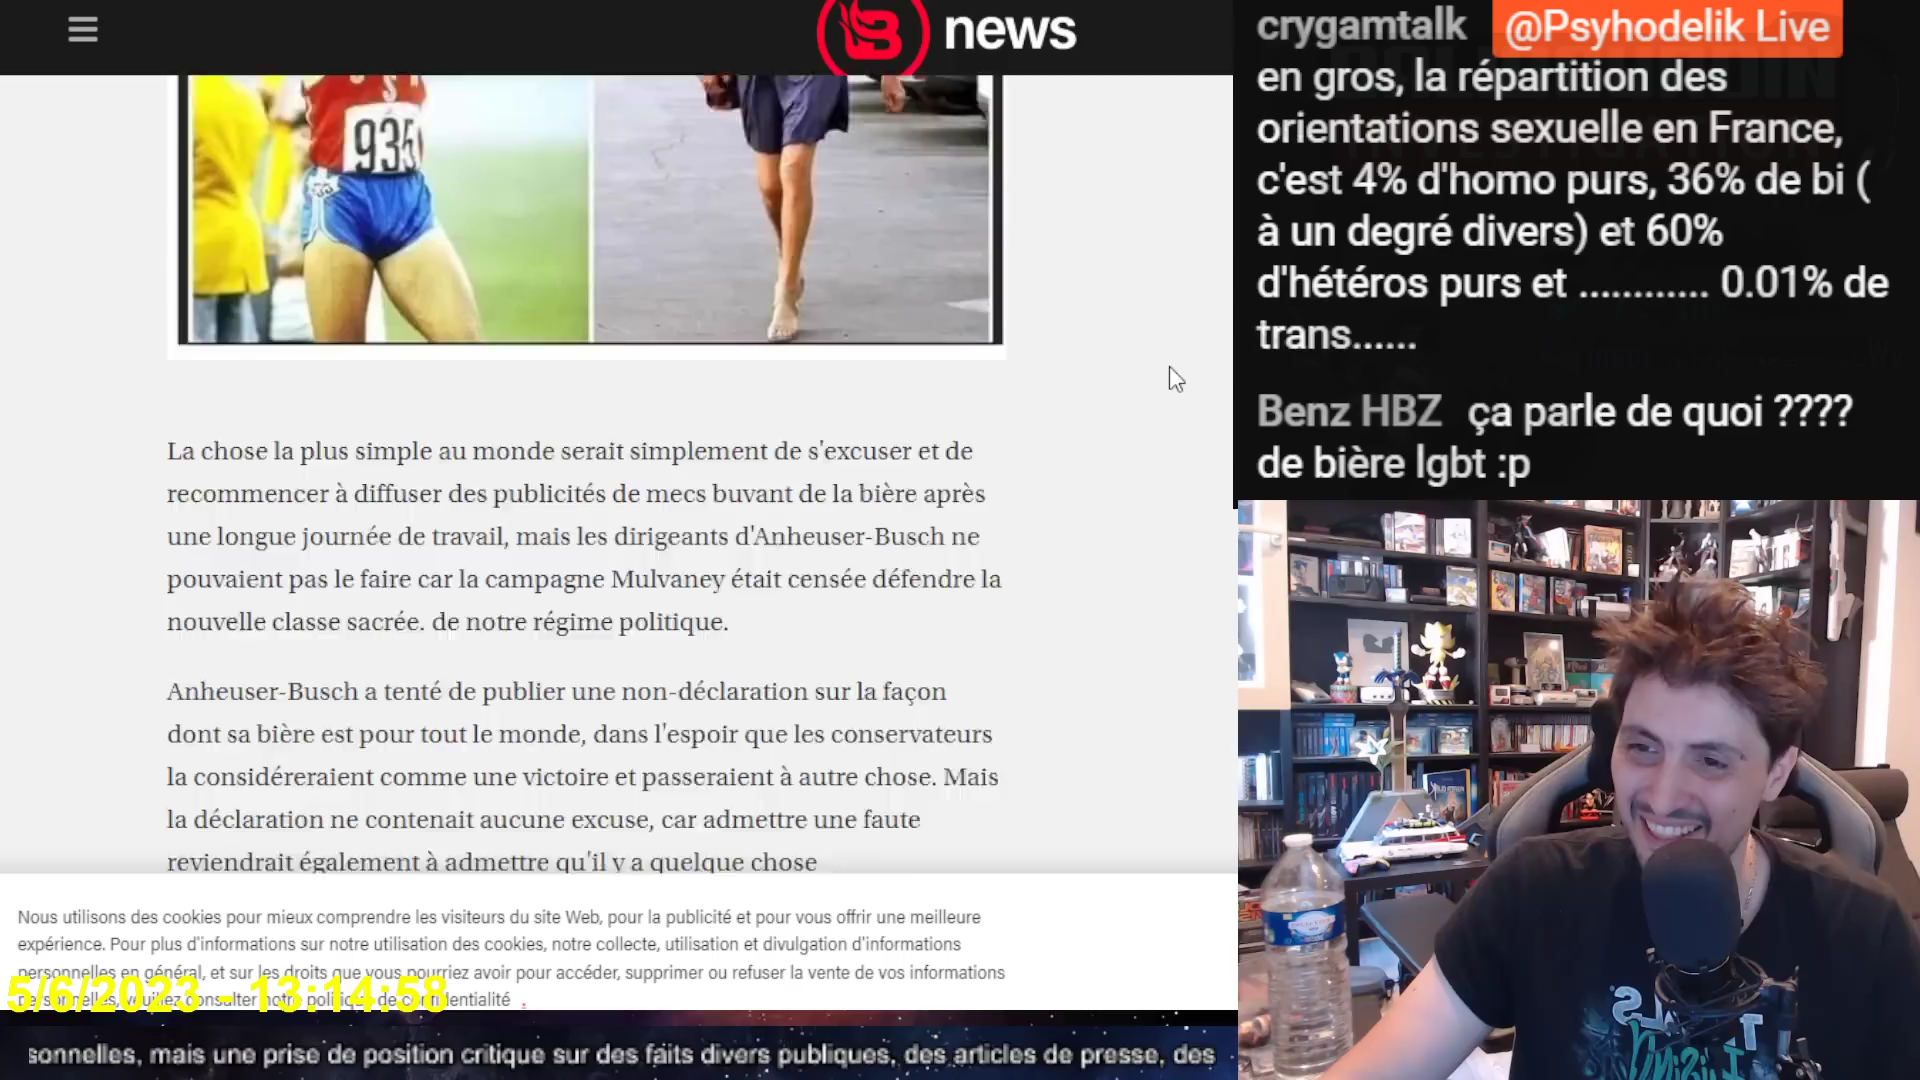 news
935
La chose la plus simple au monde serait simplement de s'excuser et de
recommencer à diffuser des publicités de mecs buvant de la bière après
une longue journée de travail, mais les dirigeants d'Anheuser-Busch ne
pouvaient pas le faire car la campagne Mulvaney était censée défendre la
nouvelle classe sacrée. de notre régime politique.
Anheuser-Busch a tenté de publier une non-déclaration sur la façon
dont sa bière est pour tout le monde, dans l'espoir que les conservateurs
la considéreraient comme une victoire et passeraient à autre chose. Mais
la déclaration ne contenait aucune excuse, car admettre une faute
reviendrait également à admettre qu'il y a quelque chose
Nous utilisons des cookies pour mieux comprendre les visiteurs du site Web, pour la publicité et pour vous offrir une meilleure
expérience. Pour plus d'informations sur notre utilisation des cookies, notre collecte, utilisation et divulgation d'informations
personnelles en général, et sur les droits que vous pourriez avoir pour accéder, supprimer ou refuser la vente de vos informations
personnelles, veuillez consulter notre politique de confidentialité .
5/6/2023 - 13:14:58
sonnelles, mais une prise de position critique sur des faits divers publiques, des articles de presse, des
crygamtalk @Psyhodelik Live
en gros, la répartition des
orientations sexuelle en France,
c'est 4% d'homo purs, 36% de bi (
à un degré divers) et 60%
d'hétéros purs et ............ 0.01% de
trans......
Benz HBZ ça parle de quoi ????
de bière lgbt :p